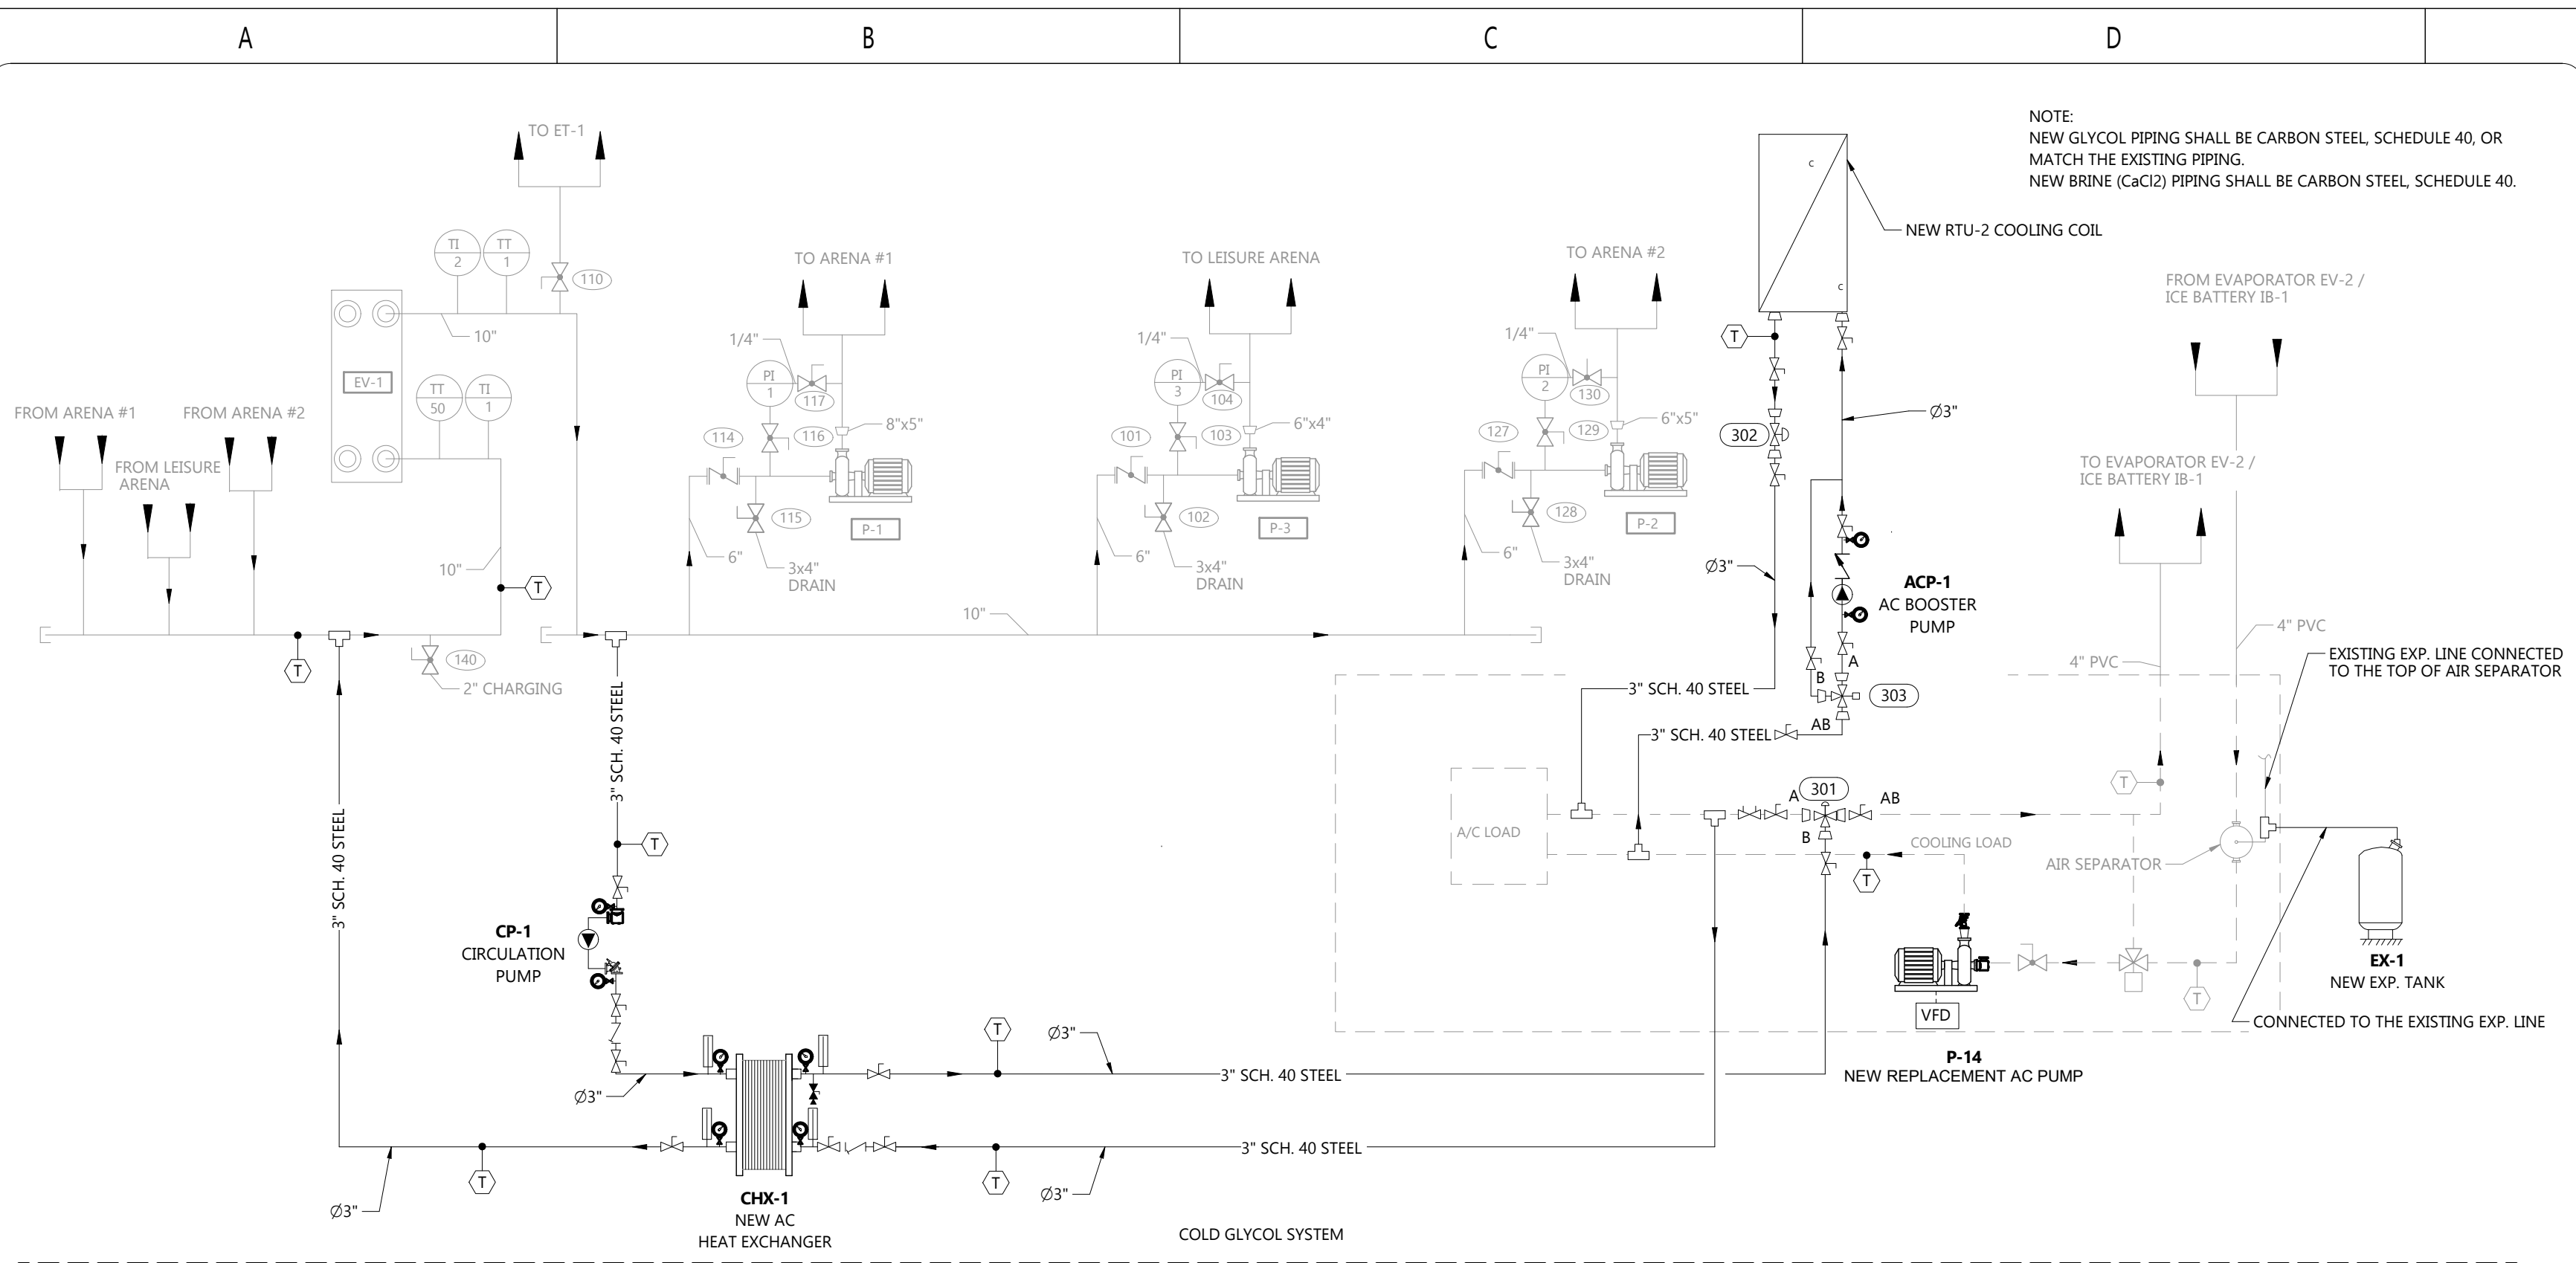 A
B
C
D
NOTE:
NEW GLYCOL PIPING SHALL BE CARBON STEEL, SCHEDULE 40, OR
MATCH THE EXISTING PIPING.
NEW BRINE (CaCl2) PIPING SHALL BE CARBON STEEL, SCHEDULE 40.
TO ET-1
TI
2
TT
1
110
10"
EV-1
TT
50
TI
1
10"
T
FROM ARENA #1
FROM LEISURE
ARENA
FROM ARENA #2
T
140
2" CHARGING
TO ARENA #1
1/4"
PI
1
117
114
116
8"x5"
115
P-1
6"
3x4"
DRAIN
TO LEISURE ARENA
1/4"
PI
3
104
101
103
6"x4"
102
P-3
6"
3x4"
DRAIN
10"
TO ARENA #2
1/4"
PI
2
130
127
129
6"x5"
128
P-2
6"
3x4"
DRAIN
C
C
NEW RTU-2 COOLING COIL
T
302
Ø3"
Ø3"
ACP-1
AC BOOSTER
PUMP
A
B
303
AB
3" SCH. 40 STEEL
3" SCH. 40 STEEL
FROM EVAPORATOR EV-2 /
ICE BATTERY IB-1
TO EVAPORATOR EV-2 /
ICE BATTERY IB-1
4" PVC
4" PVC
EXISTING EXP. LINE CONNECTED
TO THE TOP OF AIR SEPARATOR
T
A/C LOAD
301
A
AB
B
COOLING LOAD
T
AIR SEPARATOR
T
EX-1
NEW EXP. TANK
CONNECTED TO THE EXISTING EXP. LINE
VFD
P-14
NEW REPLACEMENT AC PUMP
3" SCH. 40 STEEL
3" SCH. 40 STEEL
T
CP-1
CIRCULATION
PUMP
T
Ø3"
3" SCH. 40 STEEL
Ø3"
3" SCH. 40 STEEL
Ø3"
T
T
Ø3"
CHX-1
NEW AC
HEAT EXCHANGER
COLD GLYCOL SYSTEM